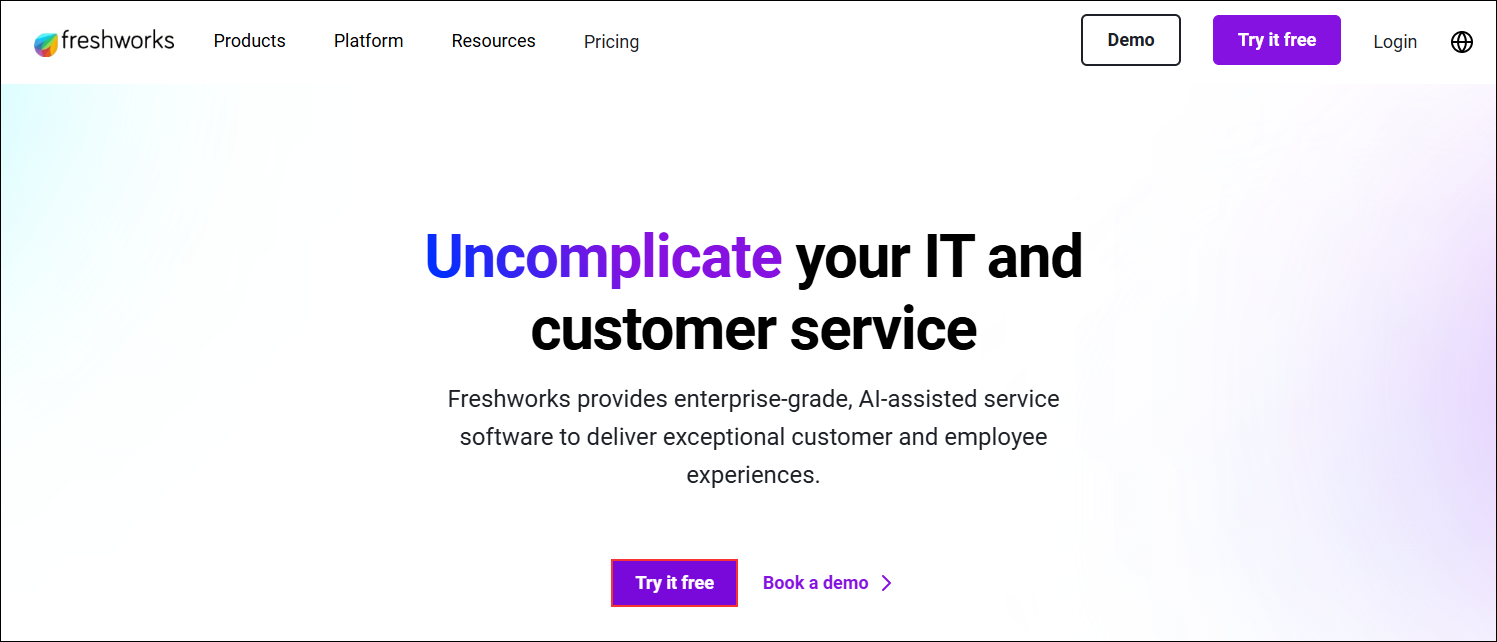 freshworks
Products
Platform
Resources
Pricing
Demo
Try it free
Login
Uncomplicate your IT and
customer service
Freshworks provides enterprise-grade, AI-assisted service
software to deliver exceptional customer and employee
experiences.
Try it free
Book a demo